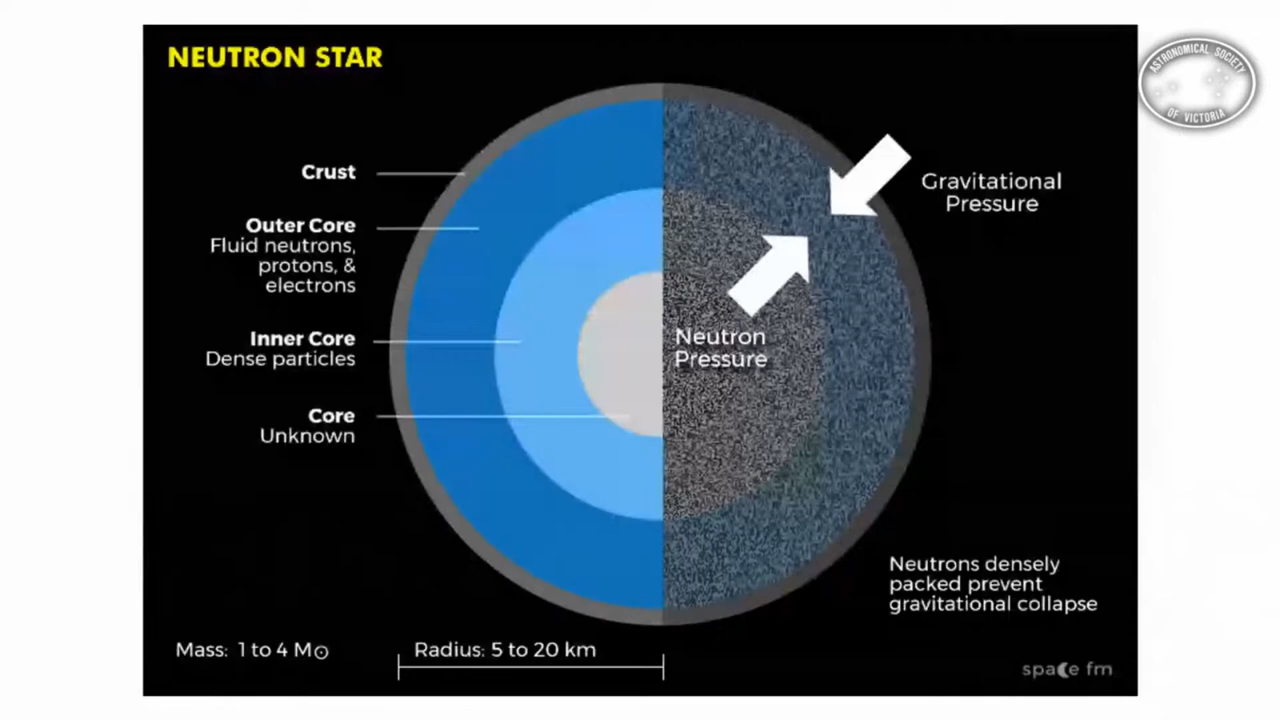 NEUTRON STAR
ASTRONOMICAL SOCIETY
OF VICTORIA
Crust
Outer Core
Fluid neutrons,
protons, &
electrons
Inner Core
Dense particles
Core
Unknown
Gravitational
Pressure
Neutron
Pressure
Neutrons densely
packed prevent
gravitational collapse
Mass: 1 to 4 M☉
Radius: 5 to 20 km
space fm